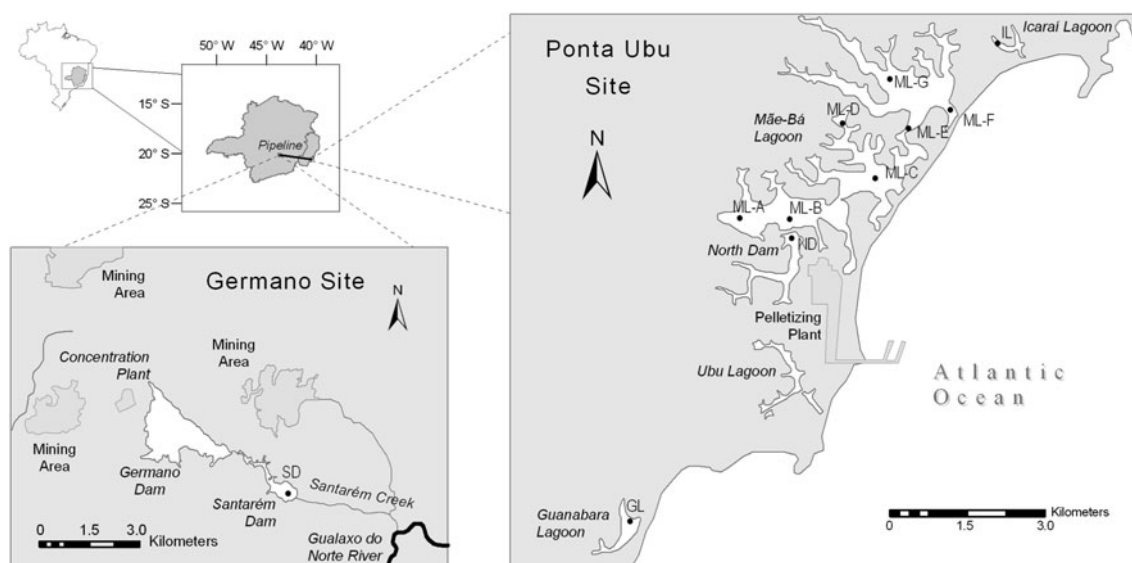 50° W 45° W 40° W
15° S
20° S
25° S
Pipeline
Germano Site
N
Mining
Area
Concentration
Plant
Mining
Area
Mining
Area
Germano
Dam
SD
Santarém
Dam
Santarém Creek
Gualaxo do
Norte River
0 1.5 3.0
Kilometers
Ponta Ubu
Site
N
IL
Icaraí Lagoon
ML-G
ML-D
ML-F
ML-E
Mãe-Bá
Lagoon
ML-C
ML-A
ML-B
ND
North Dam
Pelletizing
Plant
Ubu Lagoon
Atlantic
Ocean
GL
Guanabara
Lagoon
0 1.5 3.0
Kilometers